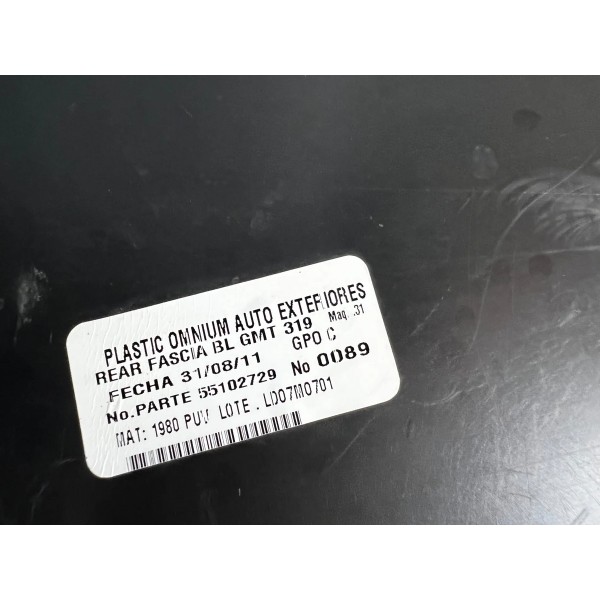 PLASTIC OMNIUM AUTO EXTERIORES
REAR FASCIA BL GMT 319 Maq. .31
FECHA 31/08/11 GPO C
No.PARTE 55102729 No 0089
MAT: 1980 PUV LOTE . LD07M0701